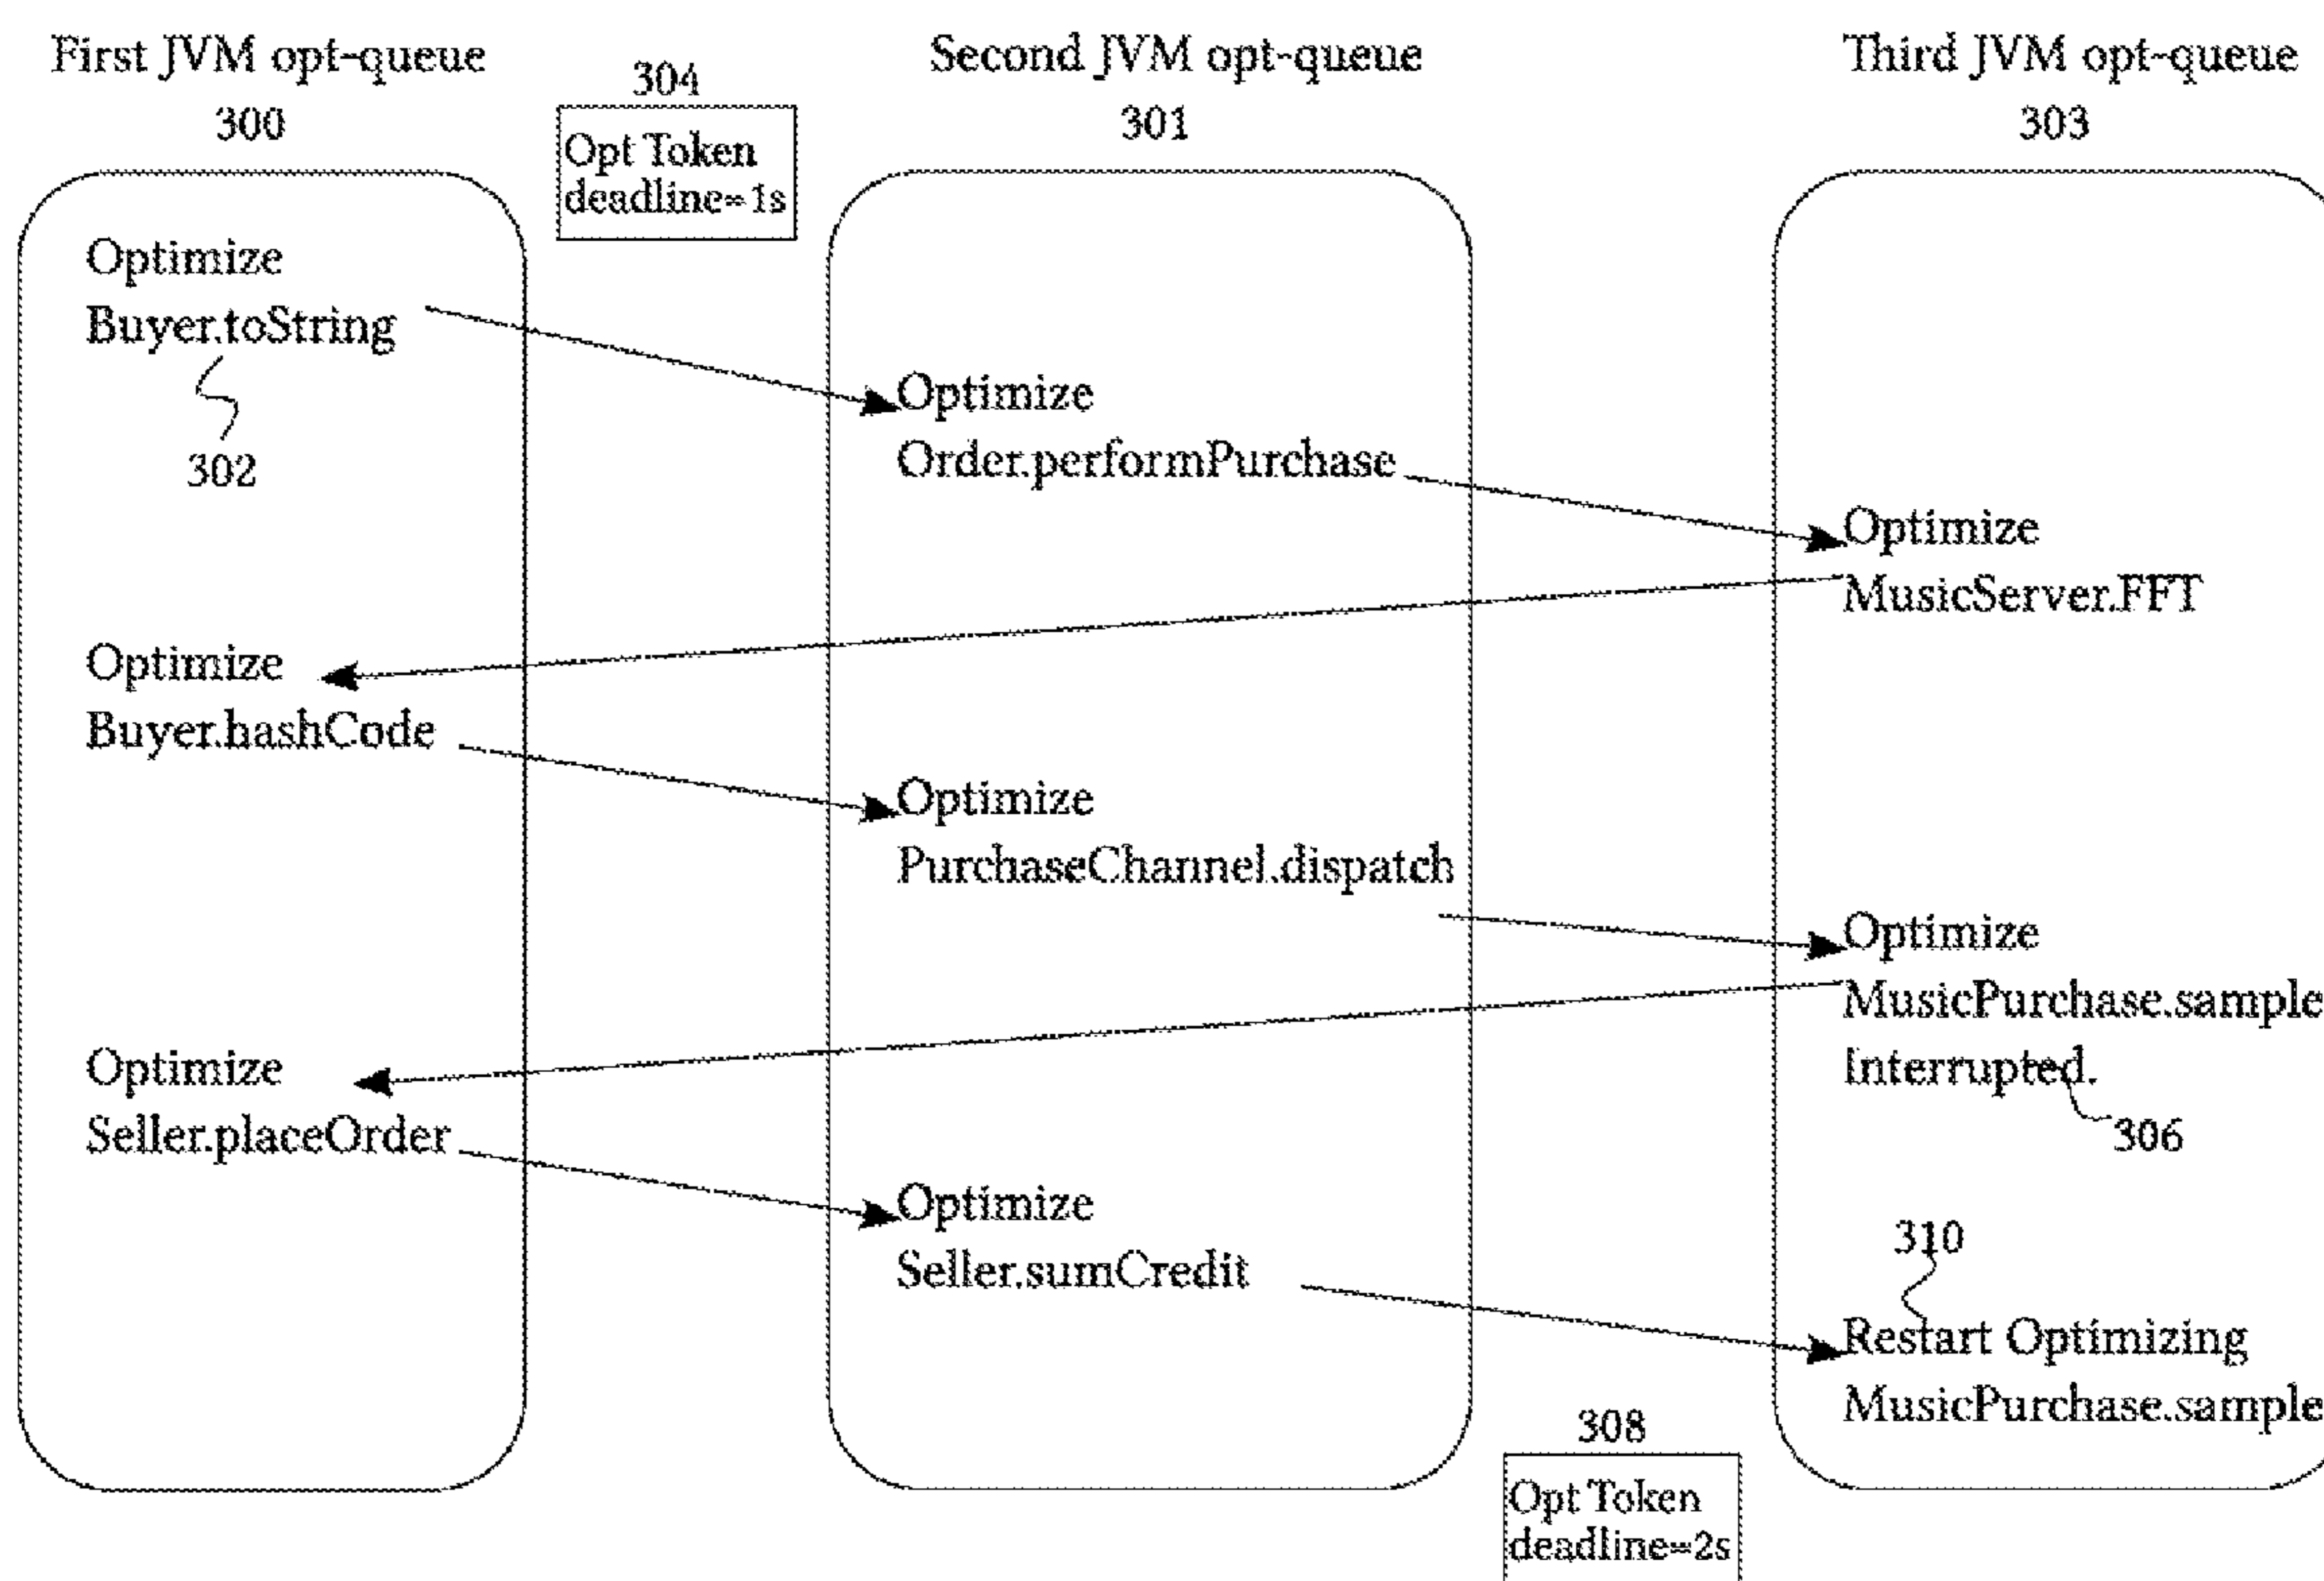 First JVM opt-queue
300
304
Opt Token
deadline=1s
Second JVM opt-queue
301
Third JVM opt-queue
303
Optimize
Buyer.toString
302
Optimize
Order.performPurchase
Optimize
MusicServer.FFT
Optimize
Buyer.hashCode
Optimize
PurchaseChannel.dispatch
Optimize
MusicPurchase.sample
Interrupted.
306
Optimize
Seller.placeOrder
Optimize
Seller.sumCredit
310
Restart Optimizing
MusicPurchase.sample
308
Opt Token
deadline=2s